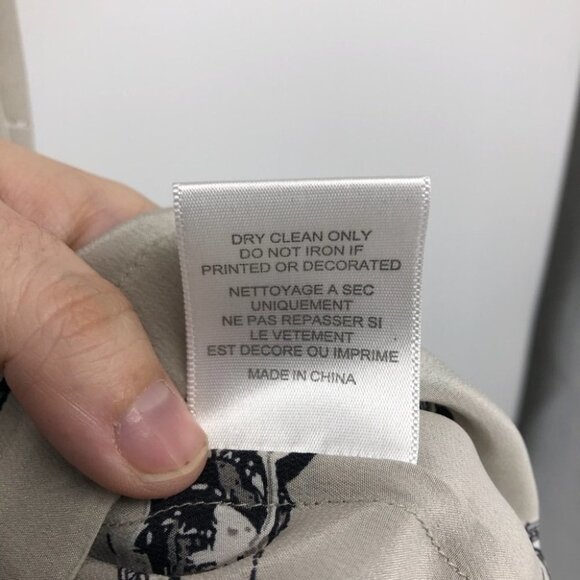 DRY CLEAN ONLY
DO NOT IRON IF
PRINTED OR DECORATED
NETTOYAGE A SEC
UNIQUEMENT
NE PAS REPASSER SI
LE VETEMENT
EST DECORE OU IMPRIME
MADE IN CHINA